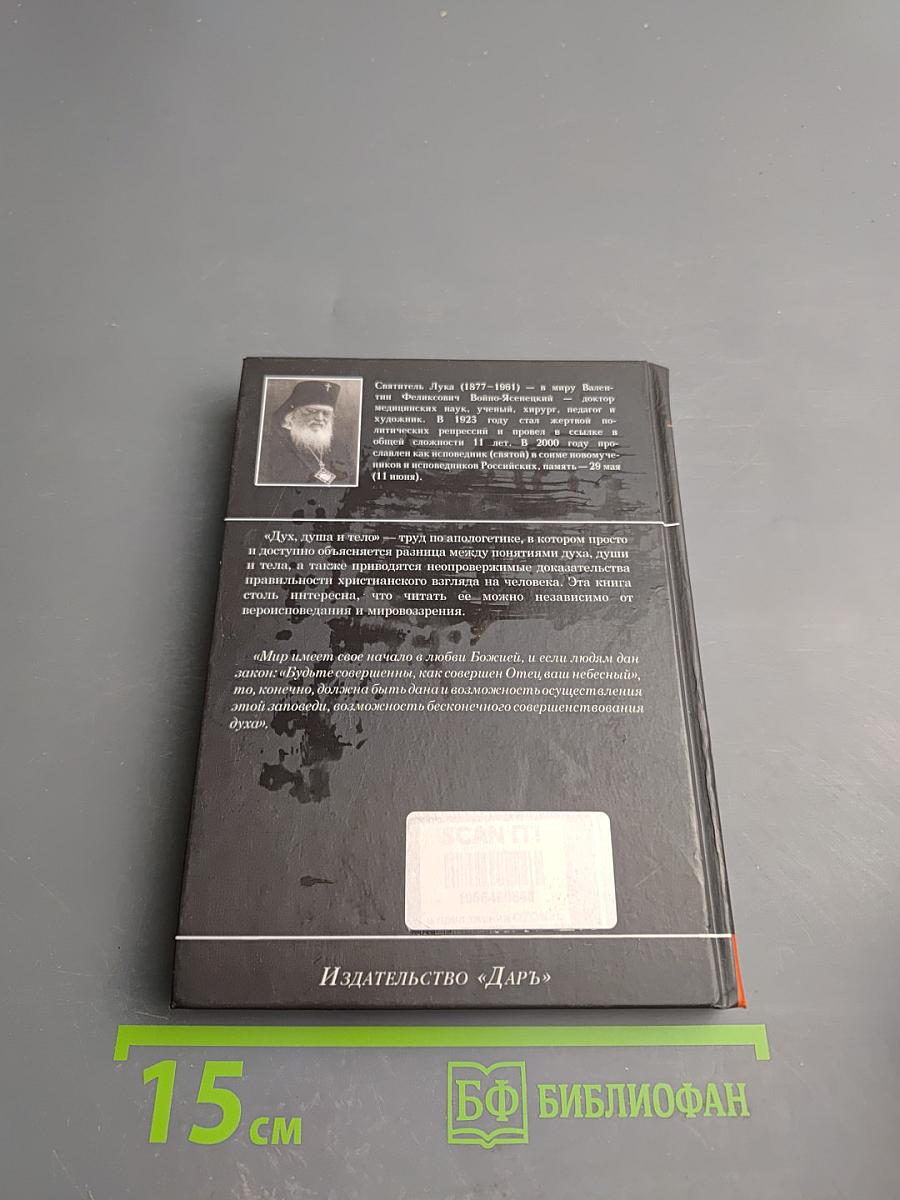 Святитель Лука (1877–1961) — в миру Вален-
тин Феликсович Войно-Ясенецкий — доктор
медицинских наук, ученый, хирург, педагог и
художник. В 1923 году стал жертвой по-
литических репрессий и провел в ссылке в
общей сложности 11 лет. В 2000 году про-
славлен как исповедник (святой) в сонме новомуче-
ников и исповедников Российских, память — 29 мая
(11 июня).
«Дух, душа и тело» — труд по апологетике, в котором просто
и доступно объясняется разница между понятиями духа, души
и тела, а также приводятся неопровержимые доказательства
правильности христианского взгляда на человека. Эта книга
столь интересна, что читать ее можно независимо от
вероисповедания и мировоззрения.
«Мир имеет свое начало в любви Божией, и если людям дан
закон: «Будьте совершенны, как совершен Отец ваш небесный»,
то, конечно, должна быть дана и возможность осуществления
этой заповеди, возможность бесконечного совершенствования
духа».
SCAN IT!
Издательство «Даръ»
15 см
БФ БИБЛИОФАН